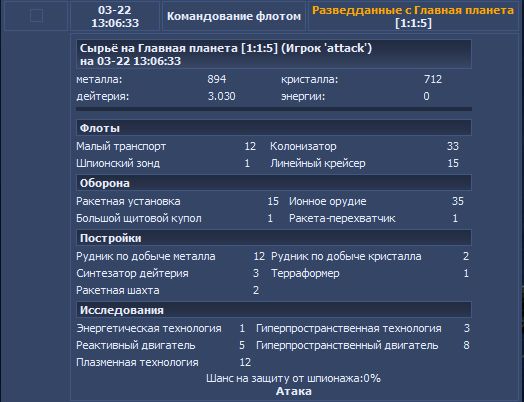 03-22
13:06:33
Командование флотом
Разведданные с Главная планета
[1:1:5]
Сырьё на Главная планета [1:1:5] (Игрок 'attack')
на 03-22 13:06:33
металла: 894 кристалла: 712
дейтерия: 3.030 энергии: 0
Флоты
Малый транспорт 12 Колонизатор 33
Шпионский зонд 1 Линейный крейсер 15
Оборона
Ракетная установка 15 Ионное орудие 35
Большой щитовой купол 1 Ракета-перехватчик 1
Постройки
Рудник по добыче металла 12 Рудник по добыче кристалла 2
Синтезатор дейтерия 3 Терраформер 1
Ракетная шахта 2
Исследования
Энергетическая технология 1 Гиперпространственная технология 3
Реактивный двигатель 5 Гиперпространственный двигатель 8
Плазменная технология 12
Шанс на защиту от шпионажа:0%
Атака